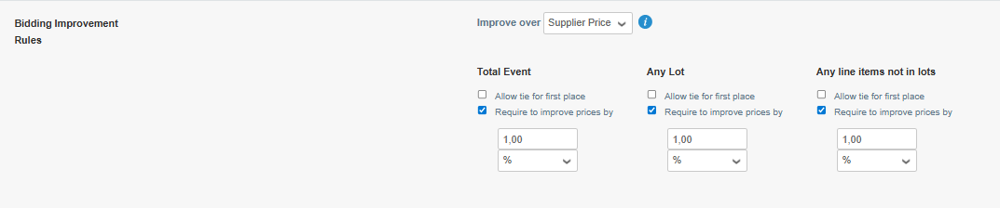 Bidding Improvement
Rules
Improve over Supplier Price i
Total Event
Allow tie for first place
Require to improve prices by
1,00
%
Any Lot
Allow tie for first place
Require to improve prices by
1,00
%
Any line items not in lots
Allow tie for first place
Require to improve prices by
1,00
%